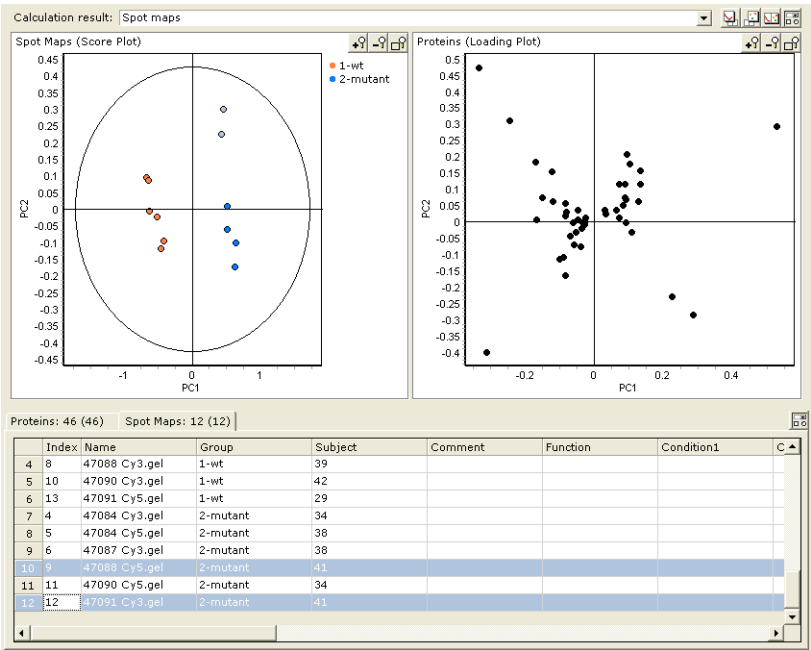 Calculation result: Spot maps
Spot Maps (Score Plot)
0.45
0.4
0.35
0.3
0.25
0.2
0.15
0.1
0.05
0
-0.05
-0.1
-0.15
-0.2
-0.25
-0.3
-0.35
-0.4
-0.45
PC2
-1 0 1
PC1
1-wt
2-mutant
Proteins (Loading Plot)
0.5
0.45
0.4
0.35
0.3
0.25
0.2
0.15
0.1
0.05
0
-0.05
-0.1
-0.15
-0.2
-0.25
-0.3
-0.35
-0.4
PC2
-0.2 0 0.2 0.4
PC1
Proteins: 46 (46) Spot Maps: 12 (12)
Index Name Group Subject Comment Function Condition1 C
4 8 47088 Cy3.gel 1-wt 39
5 10 47090 Cy3.gel 1-wt 42
6 13 47091 Cy5.gel 1-wt 29
7 4 47084 Cy3.gel 2-mutant 34
8 5 47084 Cy5.gel 2-mutant 38
9 6 47087 Cy3.gel 2-mutant 38
10 9 47088 Cy5.gel 2-mutant 41
11 11 47090 Cy5.gel 2-mutant 34
12 12 47091 Cy3.gel 2-mutant 41